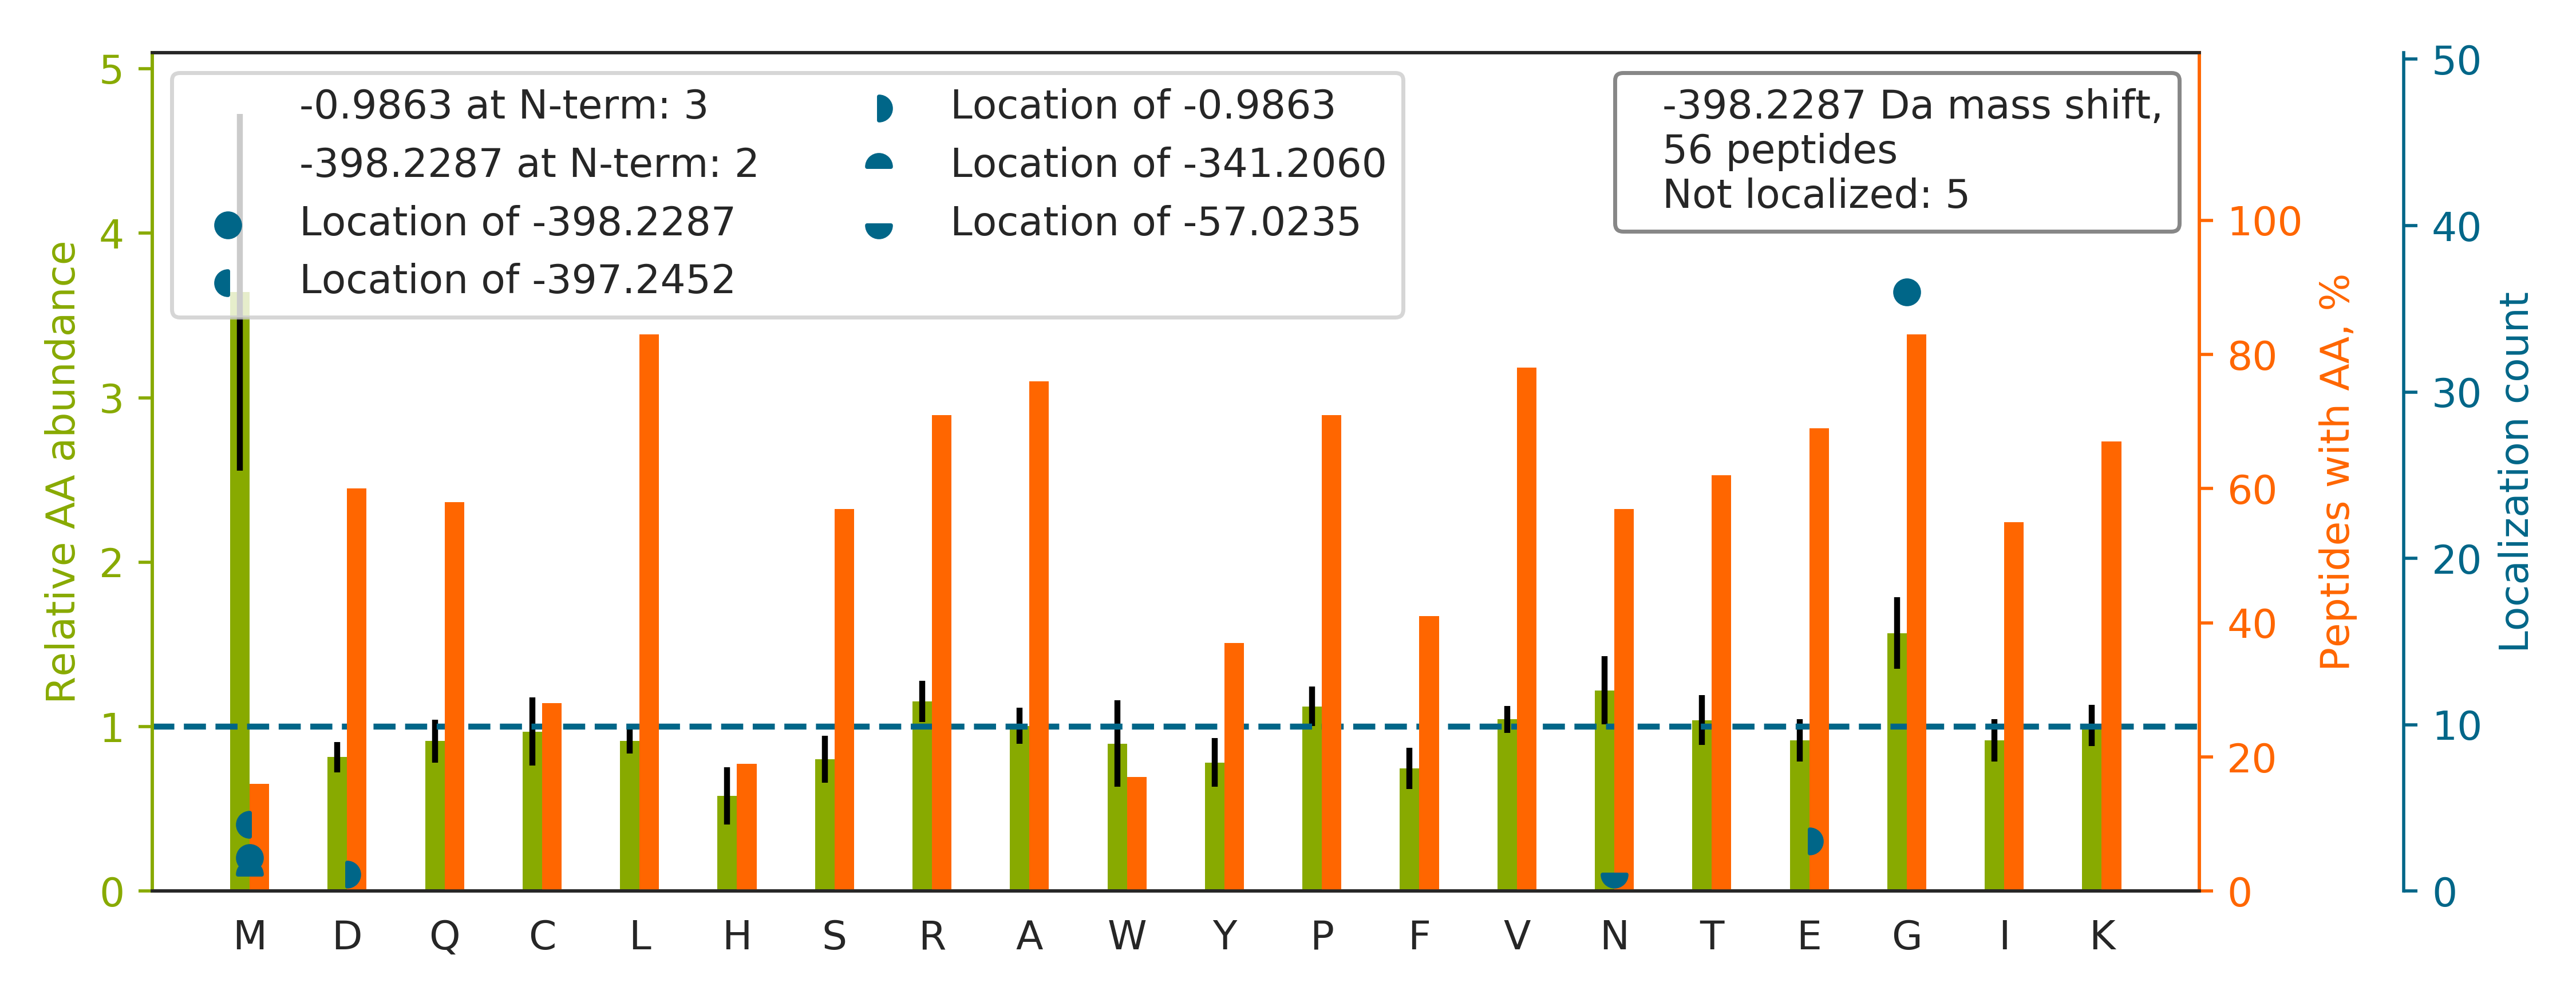 -0.9863 at N-term: 3
-398.2287 at N-term: 2
Location of -398.2287
Location of -397.2452
Location of -0.9863
Location of -341.2060
Location of -57.0235
-398.2287 Da mass shift,
56 peptides
Not localized: 5
Relative AA abundance
5
4
3
2
1
0
M D Q C L H S R A W Y P F V N T E G I K
100
80
60
40
20
0
Peptides with AA, %
50
40
30
20
10
0
Localization count